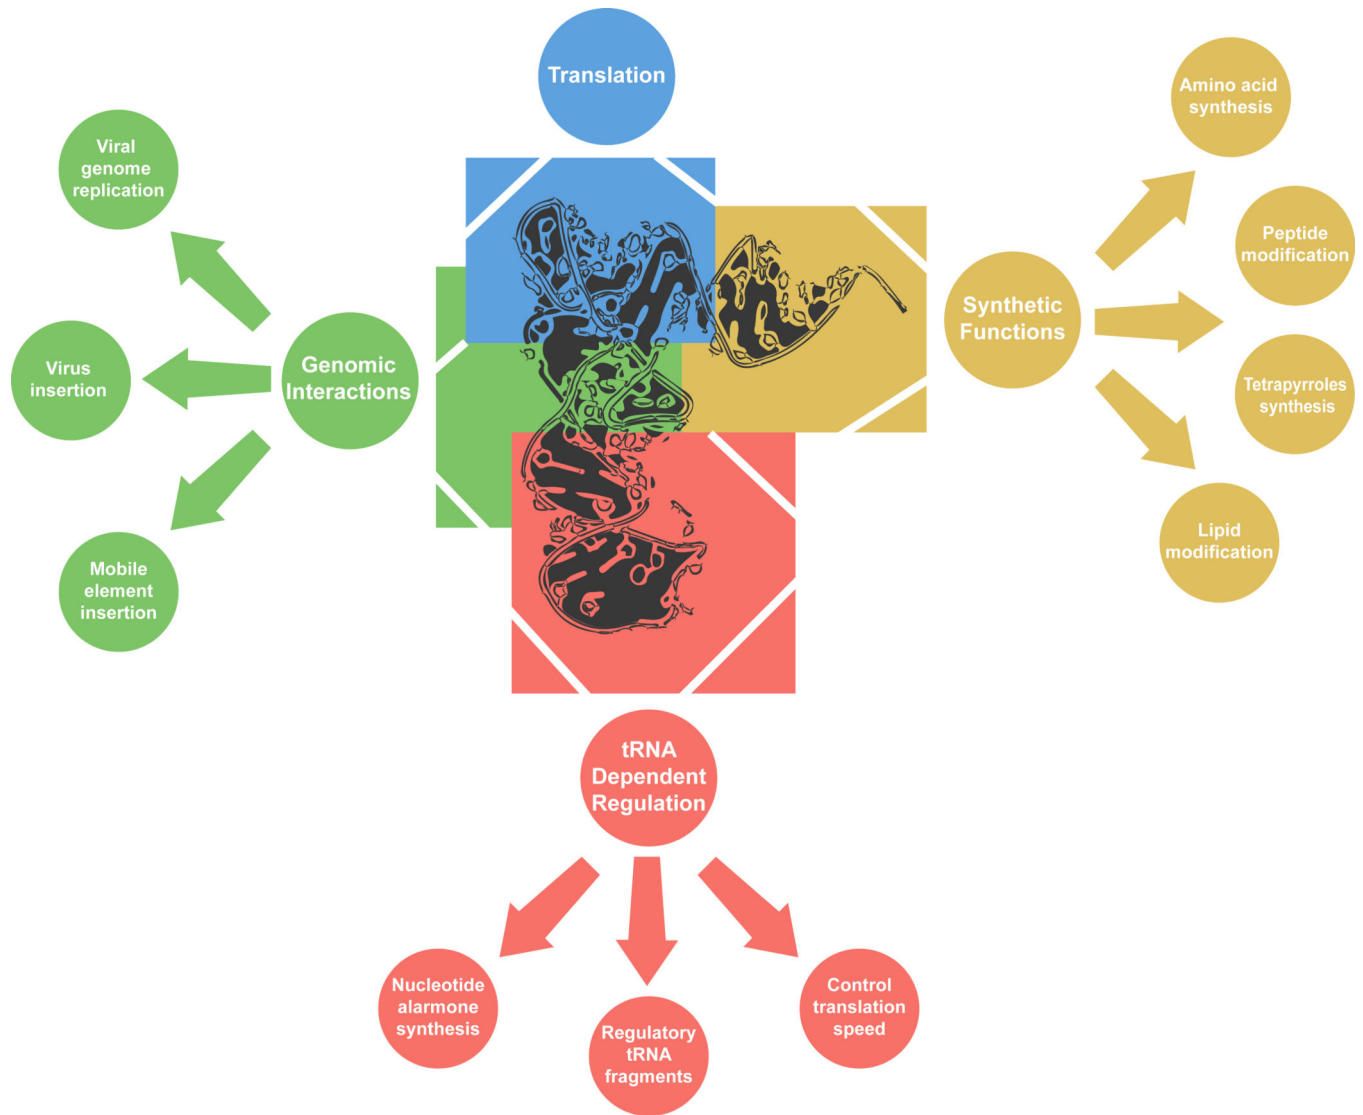 Translation
Viral
genome
replication
Virus
insertion
Mobile
element
insertion
Genomic
Interactions
Synthetic
Functions
Amino acid
synthesis
Peptide
modification
Tetrapyrroles
synthesis
Lipid
modification
tRNA
Dependent
Regulation
Nucleotide
alarmone
synthesis
Regulatory
tRNA
fragments
Control
translation
speed